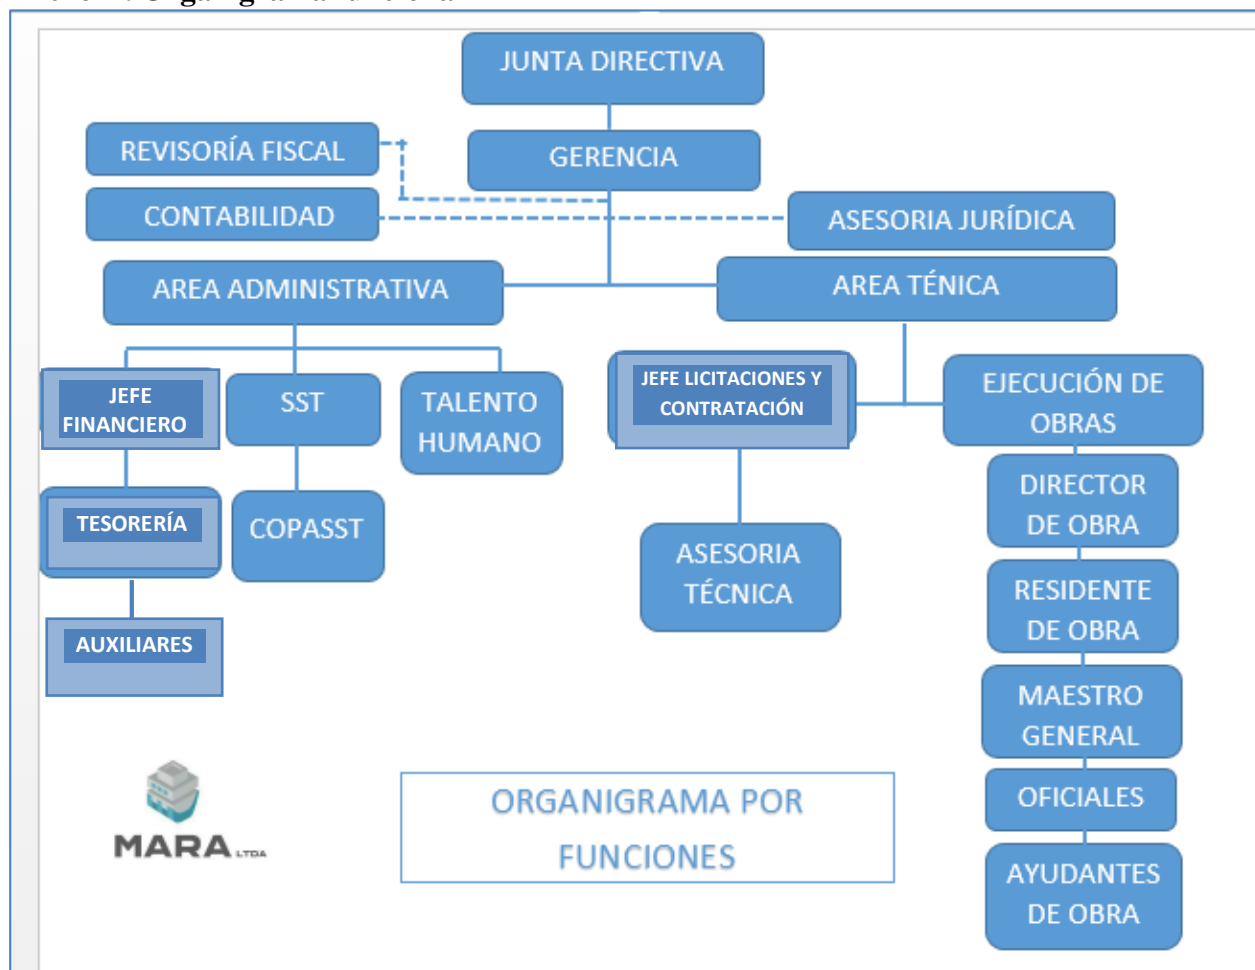 JUNTA DIRECTIVA
REVISORÍA FISCAL
GERENCIA
CONTABILIDAD
ASESORIA JURÍDICA
AREA ADMINISTRATIVA
AREA TÉNICA
JEFE
FINANCIERO
SST
TALENTO
HUMANO
JEFE LICITACIONES Y
CONTRATACIÓN
EJECUCIÓN DE
OBRAS
TESORERÍA
COPASST
ASESORIA
TÉCNICA
DIRECTOR
DE OBRA
RESIDENTE
DE OBRA
AUXILIARES
MAESTRO
GENERAL
OFICIALES
AYUDANTES
DE OBRA
MARA LTDA
ORGANIGRAMA POR
FUNCIONES